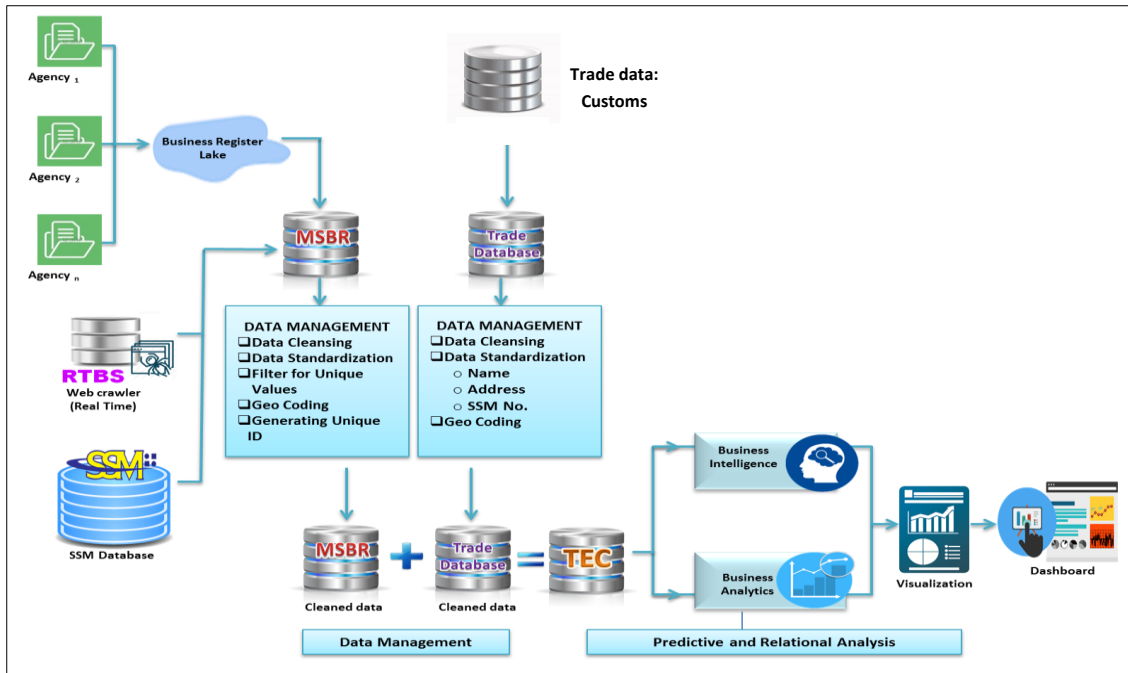 Agency 1
Agency 2
Agency n
Business Register
Lake
Trade data:
Customs
MSBR
Trade
Database
RTBS
Web crawler
(Real Time)
SSM
SSM Database
DATA MANAGEMENT
Data Cleansing
Data Standardization
Filter for Unique
Values
Geo Coding
Generating Unique
ID
DATA MANAGEMENT
Data Cleansing
Data Standardization
Name
Address
SSM No.
Geo Coding
MSBR
Cleaned data
+
Trade
Database
Cleaned data
=
TEC
Business
Intelligence
Business
Analytics
Visualization
Dashboard
Data Management
Predictive and Relational Analysis